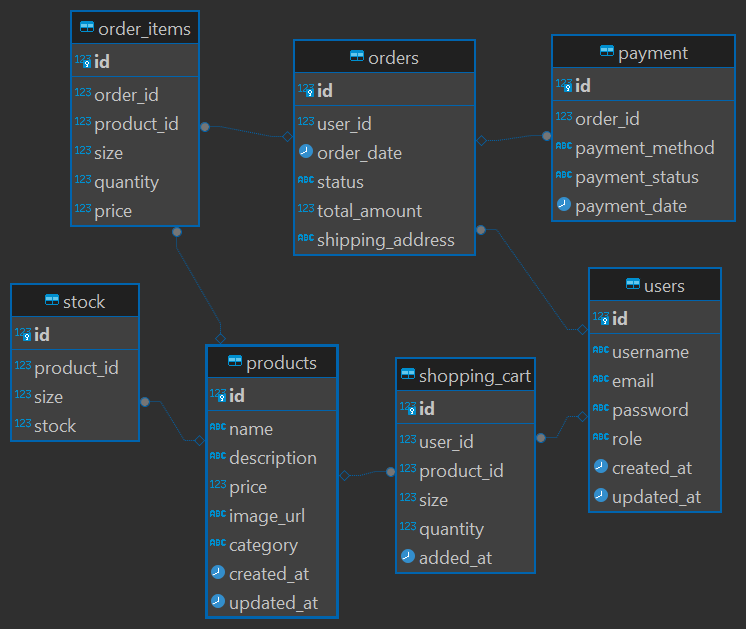 order_items
123 id
123 order_id
123 product_id
123 size
123 quantity
123 price
orders
123 id
123 user_id
order_date
ABC status
123 total_amount
ABC shipping_address
payment
123 id
123 order_id
ABC payment_method
ABC payment_status
payment_date
stock
123 id
123 product_id
123 size
123 stock
products
123 id
ABC name
ABC description
123 price
ABC image_url
ABC category
created_at
updated_at
shopping_cart
123 id
123 user_id
123 product_id
123 size
123 quantity
added_at
users
123 id
ABC username
ABC email
ABC password
ABC role
created_at
updated_at